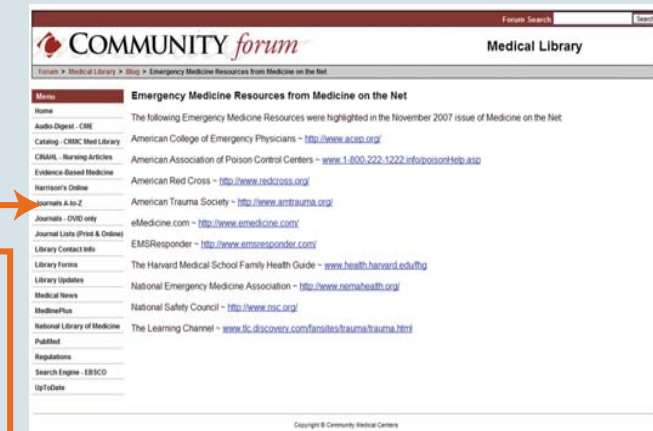 Forum Search
Search
COMMUNITY forum
Medical Library
Forum > Medical Library > Blog > Emergency Medicine Resources from Medicine on the Net
Menu
Home
Audio-Digest - CME
Catalog - CRMC Med Library
CINAHL - Nursing Articles
Evidence-Based Medicine
Harrison's Online
Journals A-to-Z
Journals - OVID only
Journal Lists (Print & Online)
Library Contact Info
Library Forms
Library Updates
Medical News
MedlinePlus
National Library of Medicine
PubMed
Regulations
Search Engine - EBSCO
UpToDate
Emergency Medicine Resources from Medicine on the Net
The following Emergency Medicine Resources were highlighted in the November 2007 issue of Medicine on the Net:
American College of Emergency Physicians ~ http://www.acep.org/
American Association of Poison Control Centers ~ www.1-800-222-1222.info/poisonHelp.asp
American Red Cross ~ http://www.redcross.org/
American Trauma Society ~ http://www.amtrauma.org/
eMedicine.com ~ http://www.emedicine.com/
EMSResponder ~ http://www.emsresponder.com/
The Harvard Medical School Family Health Guide ~ www.health.harvard.edu/fhg
National Emergency Medicine Association ~ http://www.nemahealth.org/
National Safety Council ~ http://www.nsc.org/
The Learning Channel ~ www.tlc.discovery.com/fansites/trauma/trauma.html
Copyright © Community Medical Centers